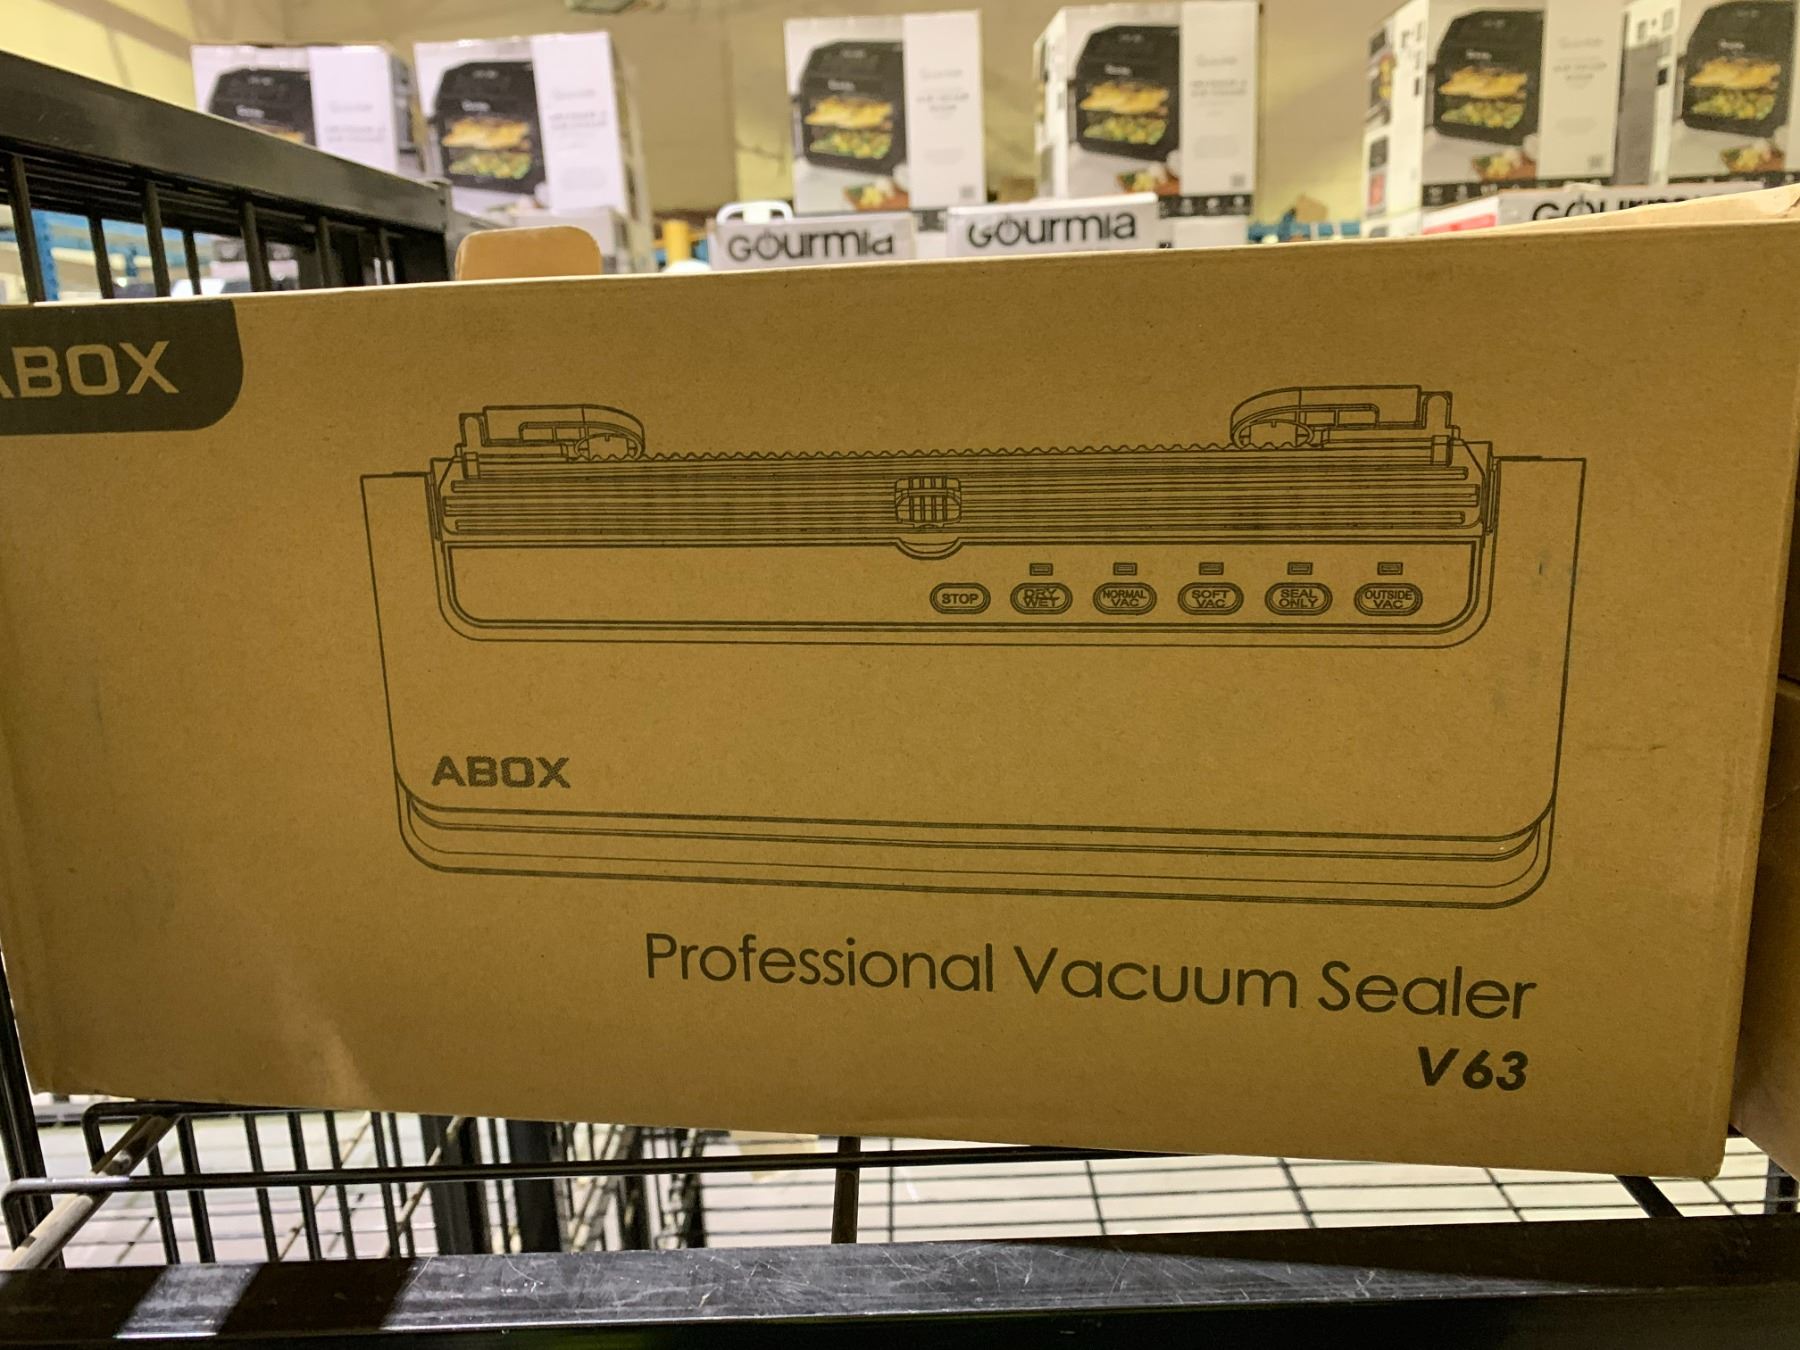 GOURMIA
GOURMIA
GOURM
ABOX
STOP
DRY WET
NORMAL VAC
SOFT VAC
SEAL ONLY
OUTSIDE VAC
ABOX
Professional Vacuum Sealer
V63